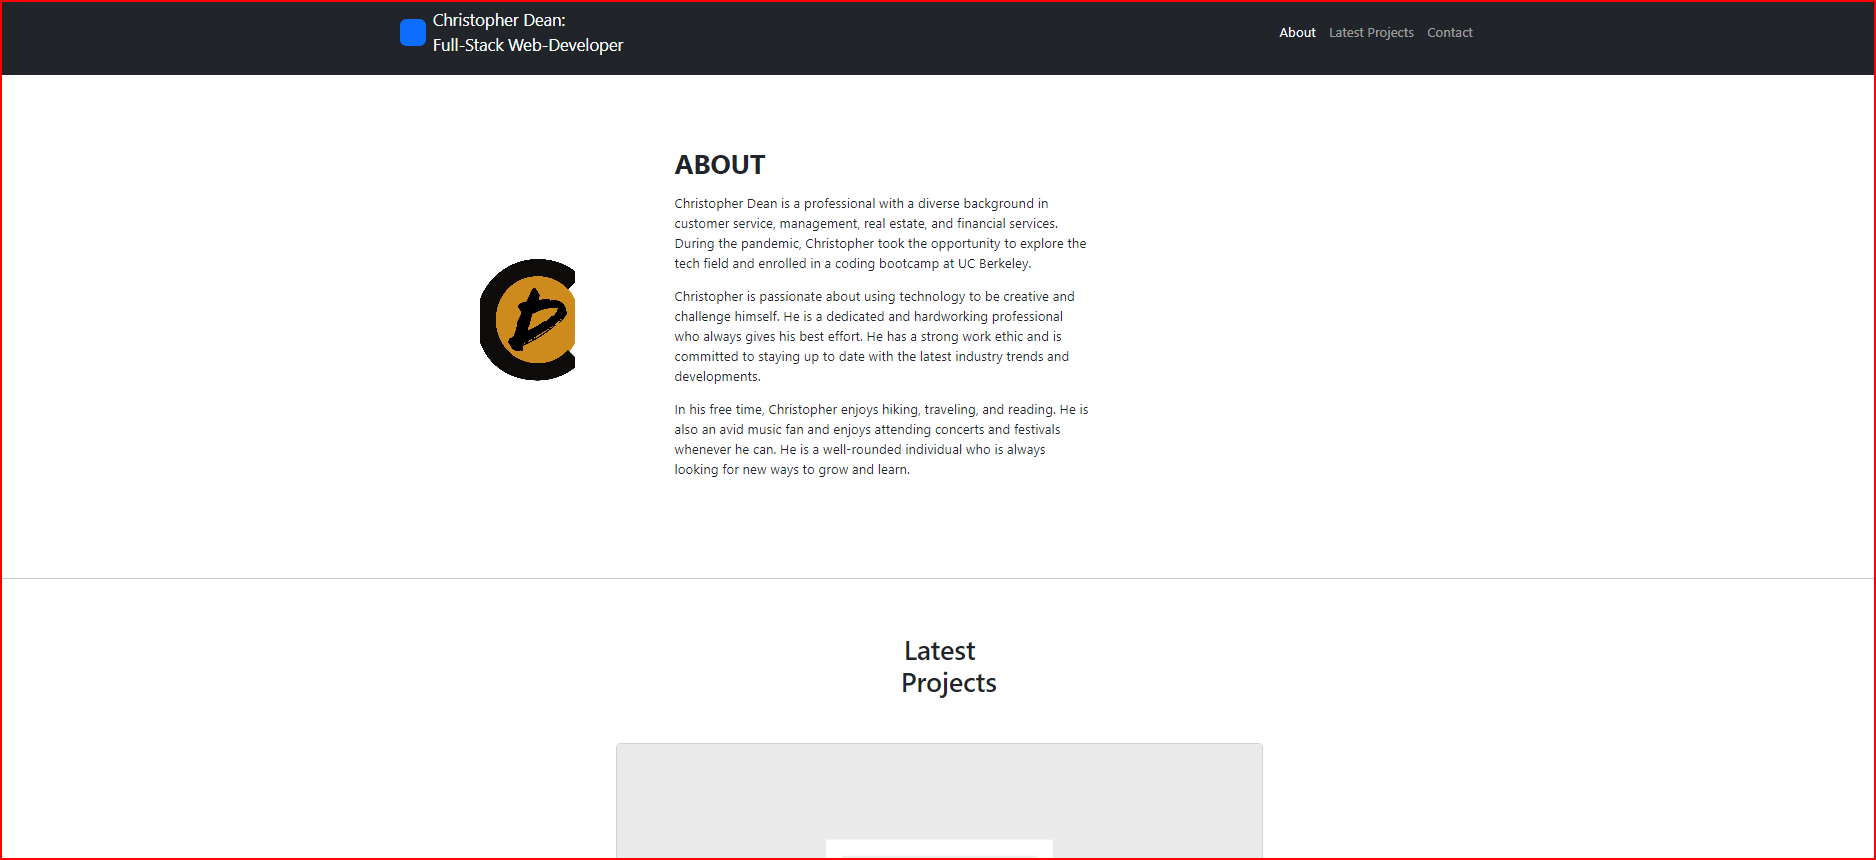 Christopher Dean:
Full-Stack Web-Developer
About Latest Projects Contact
ABOUT
Christopher Dean is a professional with a diverse background in
customer service, management, real estate, and financial services.
During the pandemic, Christopher took the opportunity to explore the
tech field and enrolled in a coding bootcamp at UC Berkeley.
Christopher is passionate about using technology to be creative and
challenge himself. He is a dedicated and hardworking professional
who always gives his best effort. He has a strong work ethic and is
committed to staying up to date with the latest industry trends and
developments.
In his free time, Christopher enjoys hiking, traveling, and reading. He is
also an avid music fan and enjoys attending concerts and festivals
whenever he can. He is a well-rounded individual who is always
looking for new ways to grow and learn.
CD
Latest
Projects